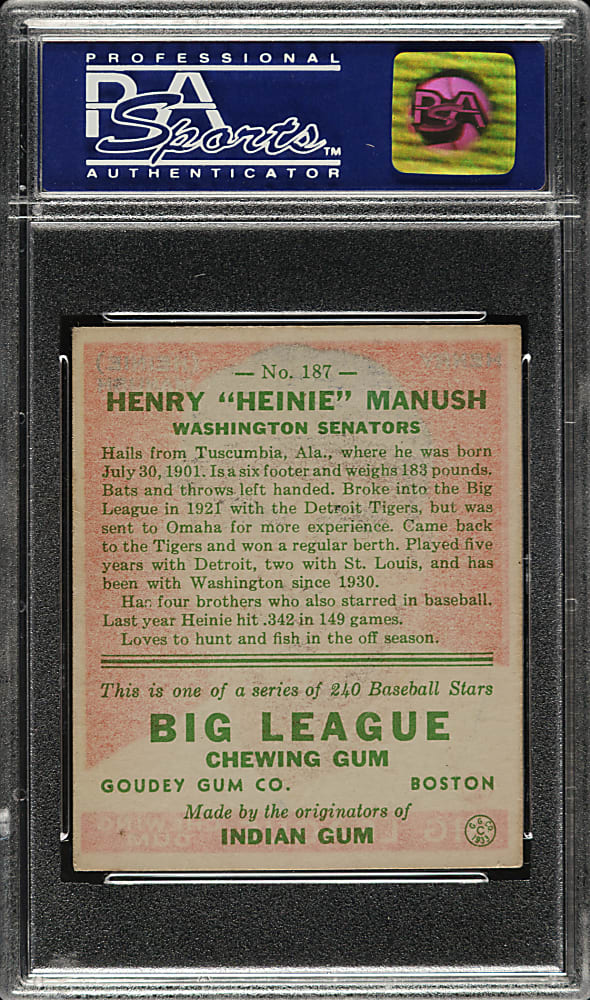 PROFESSIONAL
PSA
Sports™
AUTHENTICATOR
PSA
— No. 187 —
HENRY "HEINIE" MANUSH
WASHINGTON SENATORS
Hails from Tuscumbia, Ala., where he was born
July 30, 1901. Is a six footer and weighs 183 pounds.
Bats and throws left handed. Broke into the Big
League in 1921 with the Detroit Tigers, but was
sent to Omaha for more experience. Came back
to the Tigers and won a regular berth. Played five
years with Detroit, two with St. Louis, and has
been with Washington since 1930.
Has four brothers who also starred in baseball.
Last year Heinie hit .342 in 149 games.
Loves to hunt and fish in the off season.
This is one of a series of 240 Baseball Stars
BIG LEAGUE
CHEWING GUM
GOUDEY GUM CO. BOSTON
Made by the originators of
INDIAN GUM
G. G. Co.
C
1933